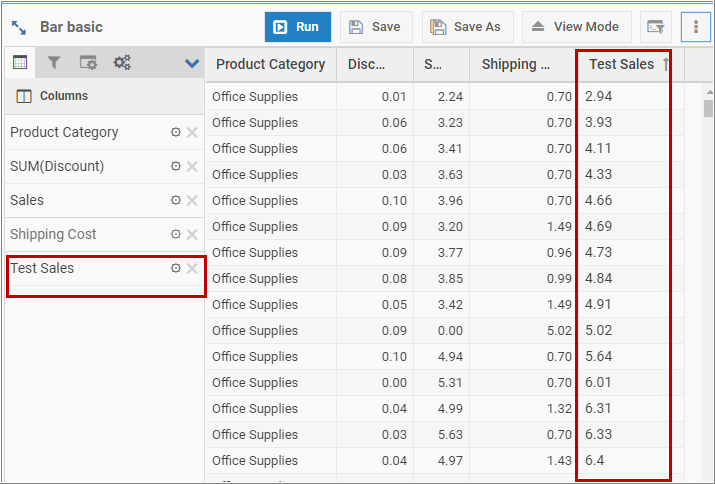 Bar basic Run Save Save As View Mode
Columns
Product Category
SUM(Discount)
Sales
Shipping Cost
Test Sales
Product Category Disc... S... Shipping ... Test Sales
Office Supplies 0.01 2.24 0.70 2.94
Office Supplies 0.06 3.23 0.70 3.93
Office Supplies 0.06 3.41 0.70 4.11
Office Supplies 0.03 3.63 0.70 4.33
Office Supplies 0.10 3.96 0.70 4.66
Office Supplies 0.09 3.20 1.49 4.69
Office Supplies 0.09 3.77 0.96 4.73
Office Supplies 0.08 3.85 0.99 4.84
Office Supplies 0.05 3.42 1.49 4.91
Office Supplies 0.09 0.00 5.02 5.02
Office Supplies 0.10 4.94 0.70 5.64
Office Supplies 0.00 5.31 0.70 6.01
Office Supplies 0.04 4.99 1.32 6.31
Office Supplies 0.03 5.63 0.70 6.33
Office Supplies 0.04 4.97 1.43 6.4